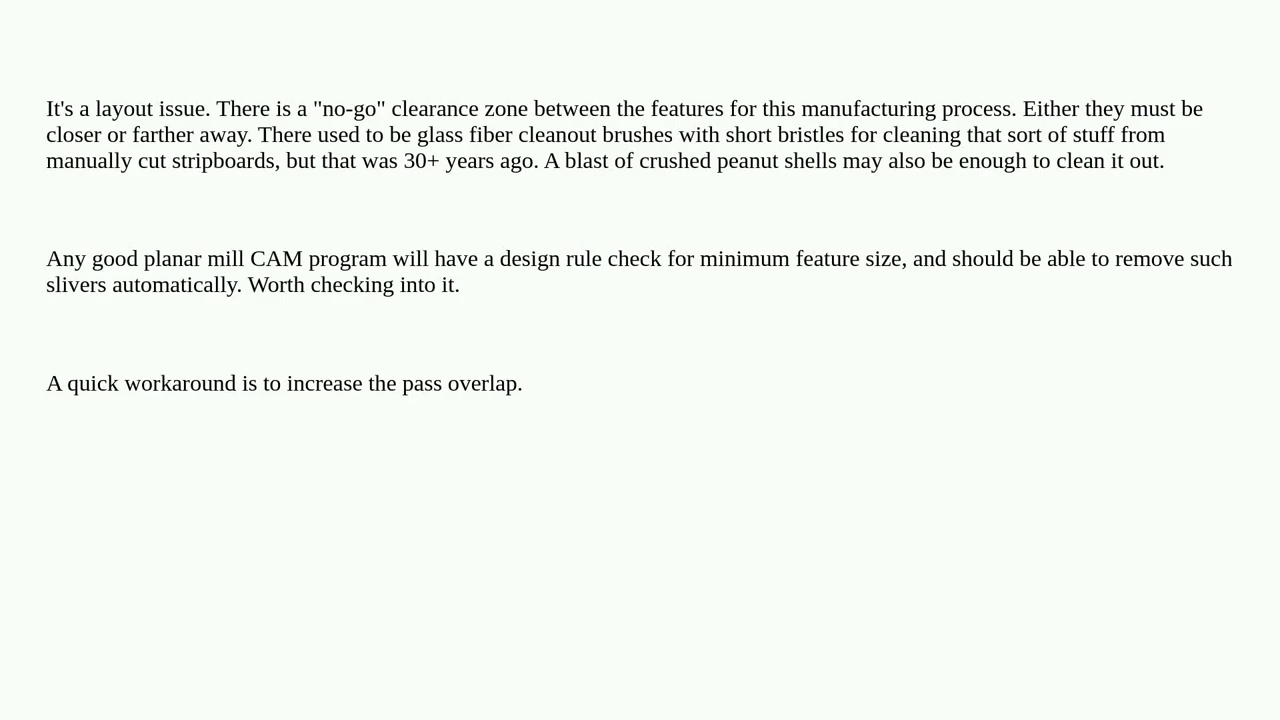 It's a layout issue. There is a "no-go" clearance zone between the features for this manufacturing process. Either they must be
closer or farther away. There used to be glass fiber cleanout brushes with short bristles for cleaning that sort of stuff from
manually cut stripboards, but that was 30+ years ago. A blast of crushed peanut shells may also be enough to clean it out.
Any good planar mill CAM program will have a design rule check for minimum feature size, and should be able to remove such
slivers automatically. Worth checking into it.
A quick workaround is to increase the pass overlap.